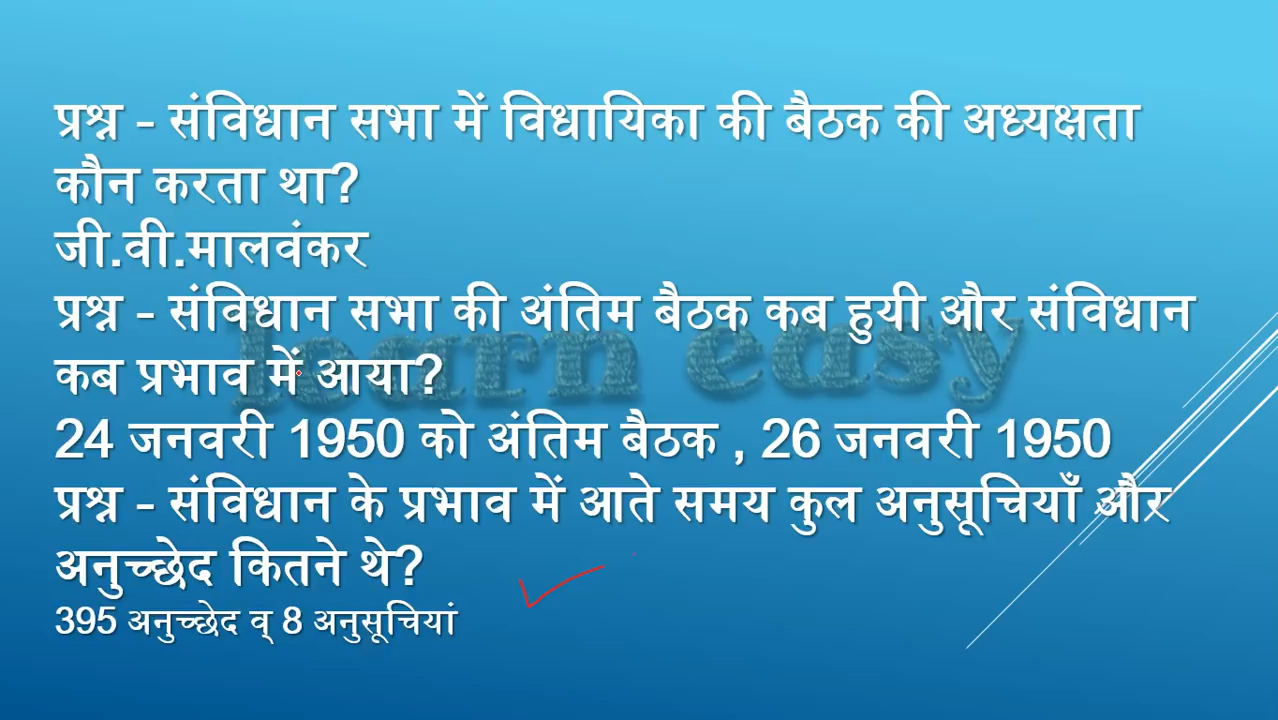 प्रश्न - संविधान सभा में विधायिका की बैठक की अध्यक्षता
कौन करता था?
जी.वी.मालवंकर
प्रश्न - संविधान सभा की अंतिम बैठक कब हुयी और संविधान
कब प्रभाव में आया?
learn easy
24 जनवरी 1950 को अंतिम बैठक , 26 जनवरी 1950
प्रश्न - संविधान के प्रभाव में आते समय कुल अनुसूचियाँ और
अनुच्छेद कितने थे?
395 अनुच्छेद व् 8 अनुसूचियां